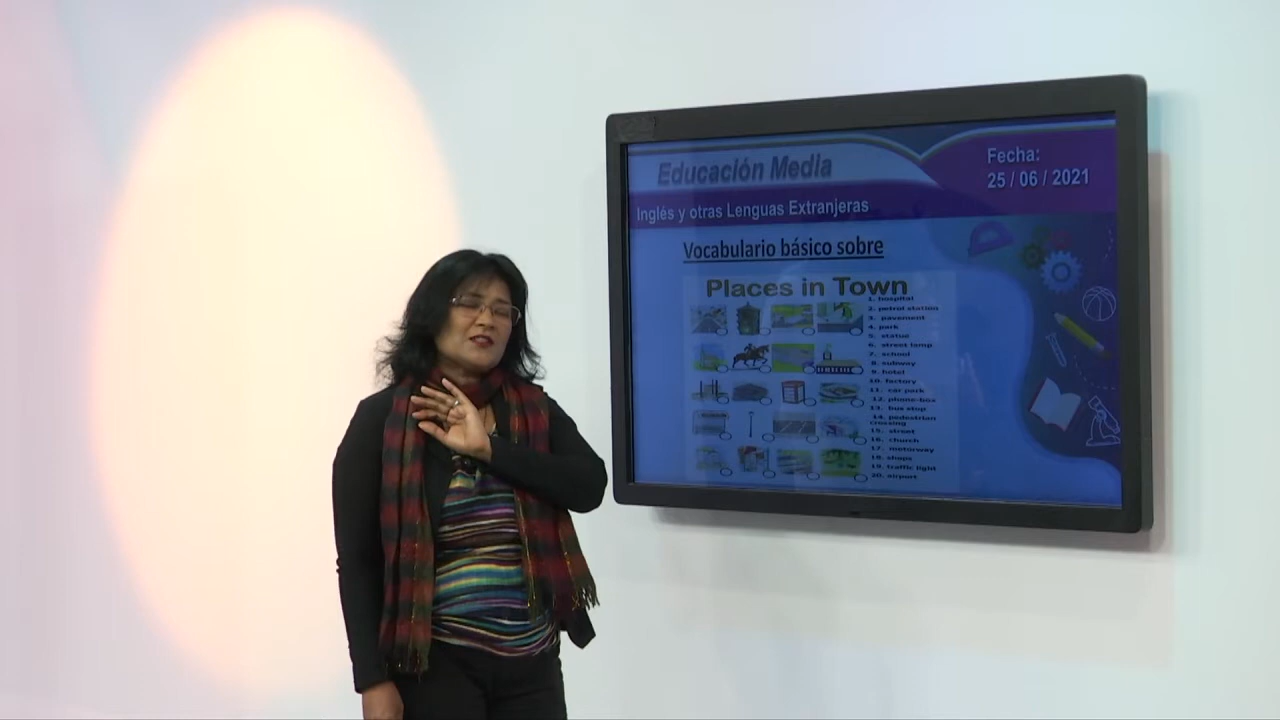 Educación Media
Fecha:
25 / 06 / 2021
Inglés y otras Lenguas Extranjeras
Vocabulario básico sobre
Places in Town
1. hospital
2. petrol station
3. pavement
4. park
5. statue
6. street lamp
7. school
8. subway
9. hotel
10. factory
11. car park
12. phone-box
13. bus stop
14. pedestrian
crossing
15. street
16. church
17. motorway
18. shops
19. traffic light
20. airport